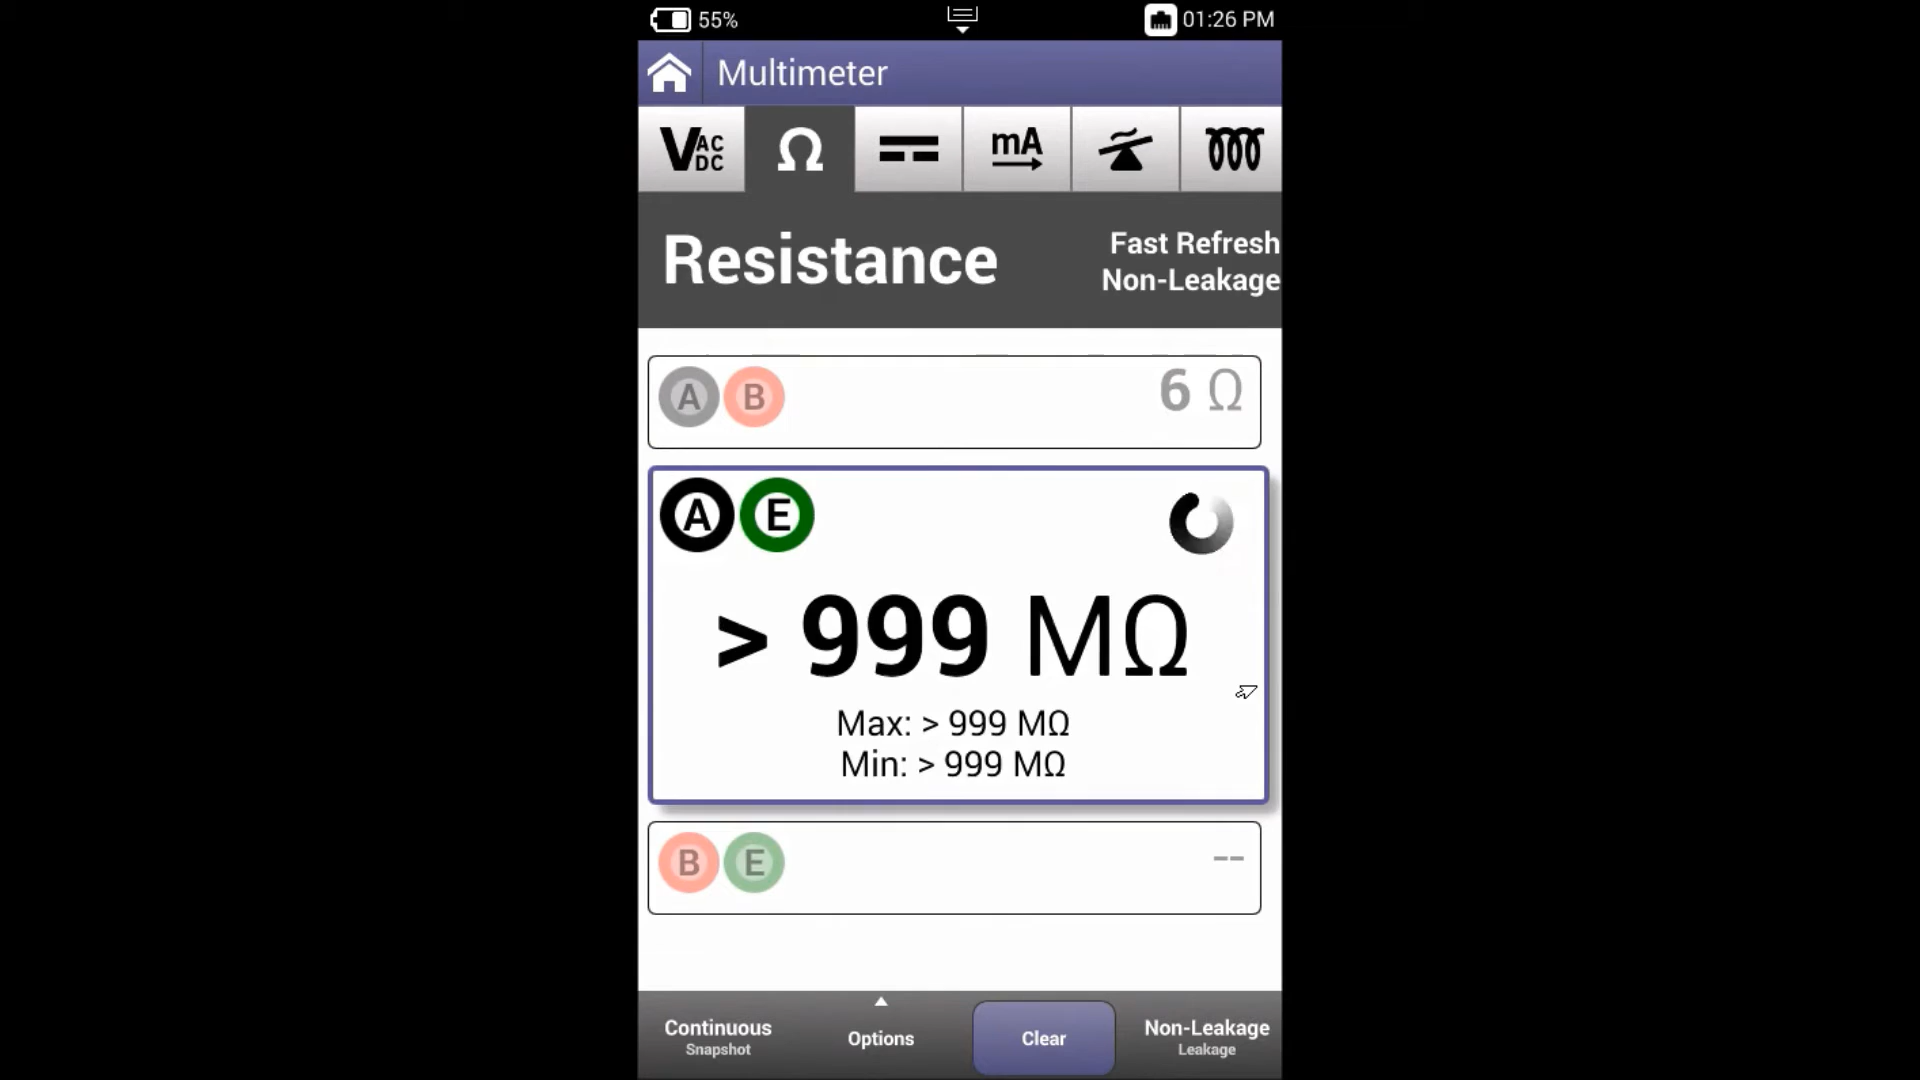 55%
01:26 PM
Multimeter
V AC DC
Ω
mA
Resistance
Fast Refresh
Non-Leakage
A B
6 Ω
A E
> 999 MΩ
Max: > 999 MΩ
Min: > 999 MΩ
B E
--
Continuous
Snapshot
Options
Clear
Non-Leakage
Leakage